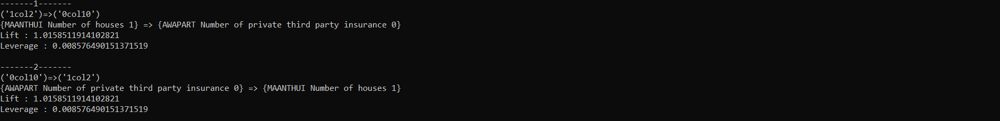 -------1-------
('1col2')=>('0col10')
{MAANTHUI Number of houses 1} => {AWAPART Number of private third party insurance 0}
Lift : 1.0158511914102821
Leverage : 0.008576490151371519
-------2-------
('0col10')=>('1col2')
{AWAPART Number of private third party insurance 0} => {MAANTHUI Number of houses 1}
Lift : 1.0158511914102821
Leverage : 0.008576490151371519